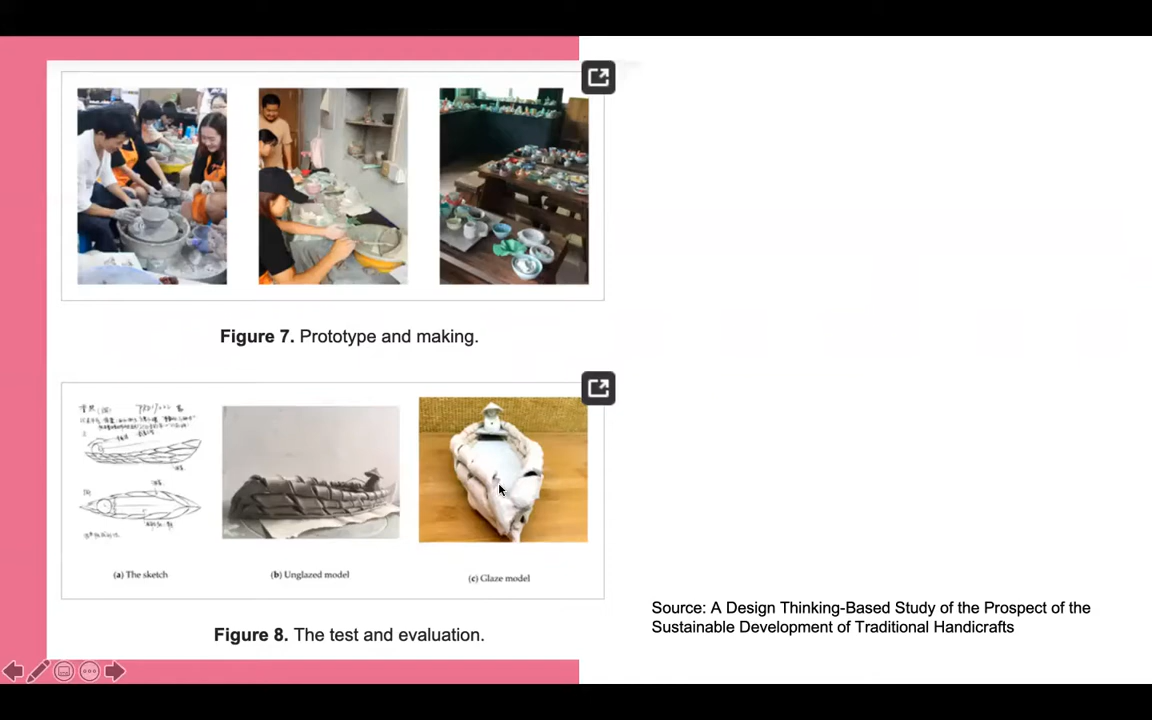 Figure 7. Prototype and making.
(a) The sketch
(b) Unglazed model
(c) Glaze model
Figure 8. The test and evaluation.
Source: A Design Thinking-Based Study of the Prospect of the
Sustainable Development of Traditional Handicrafts